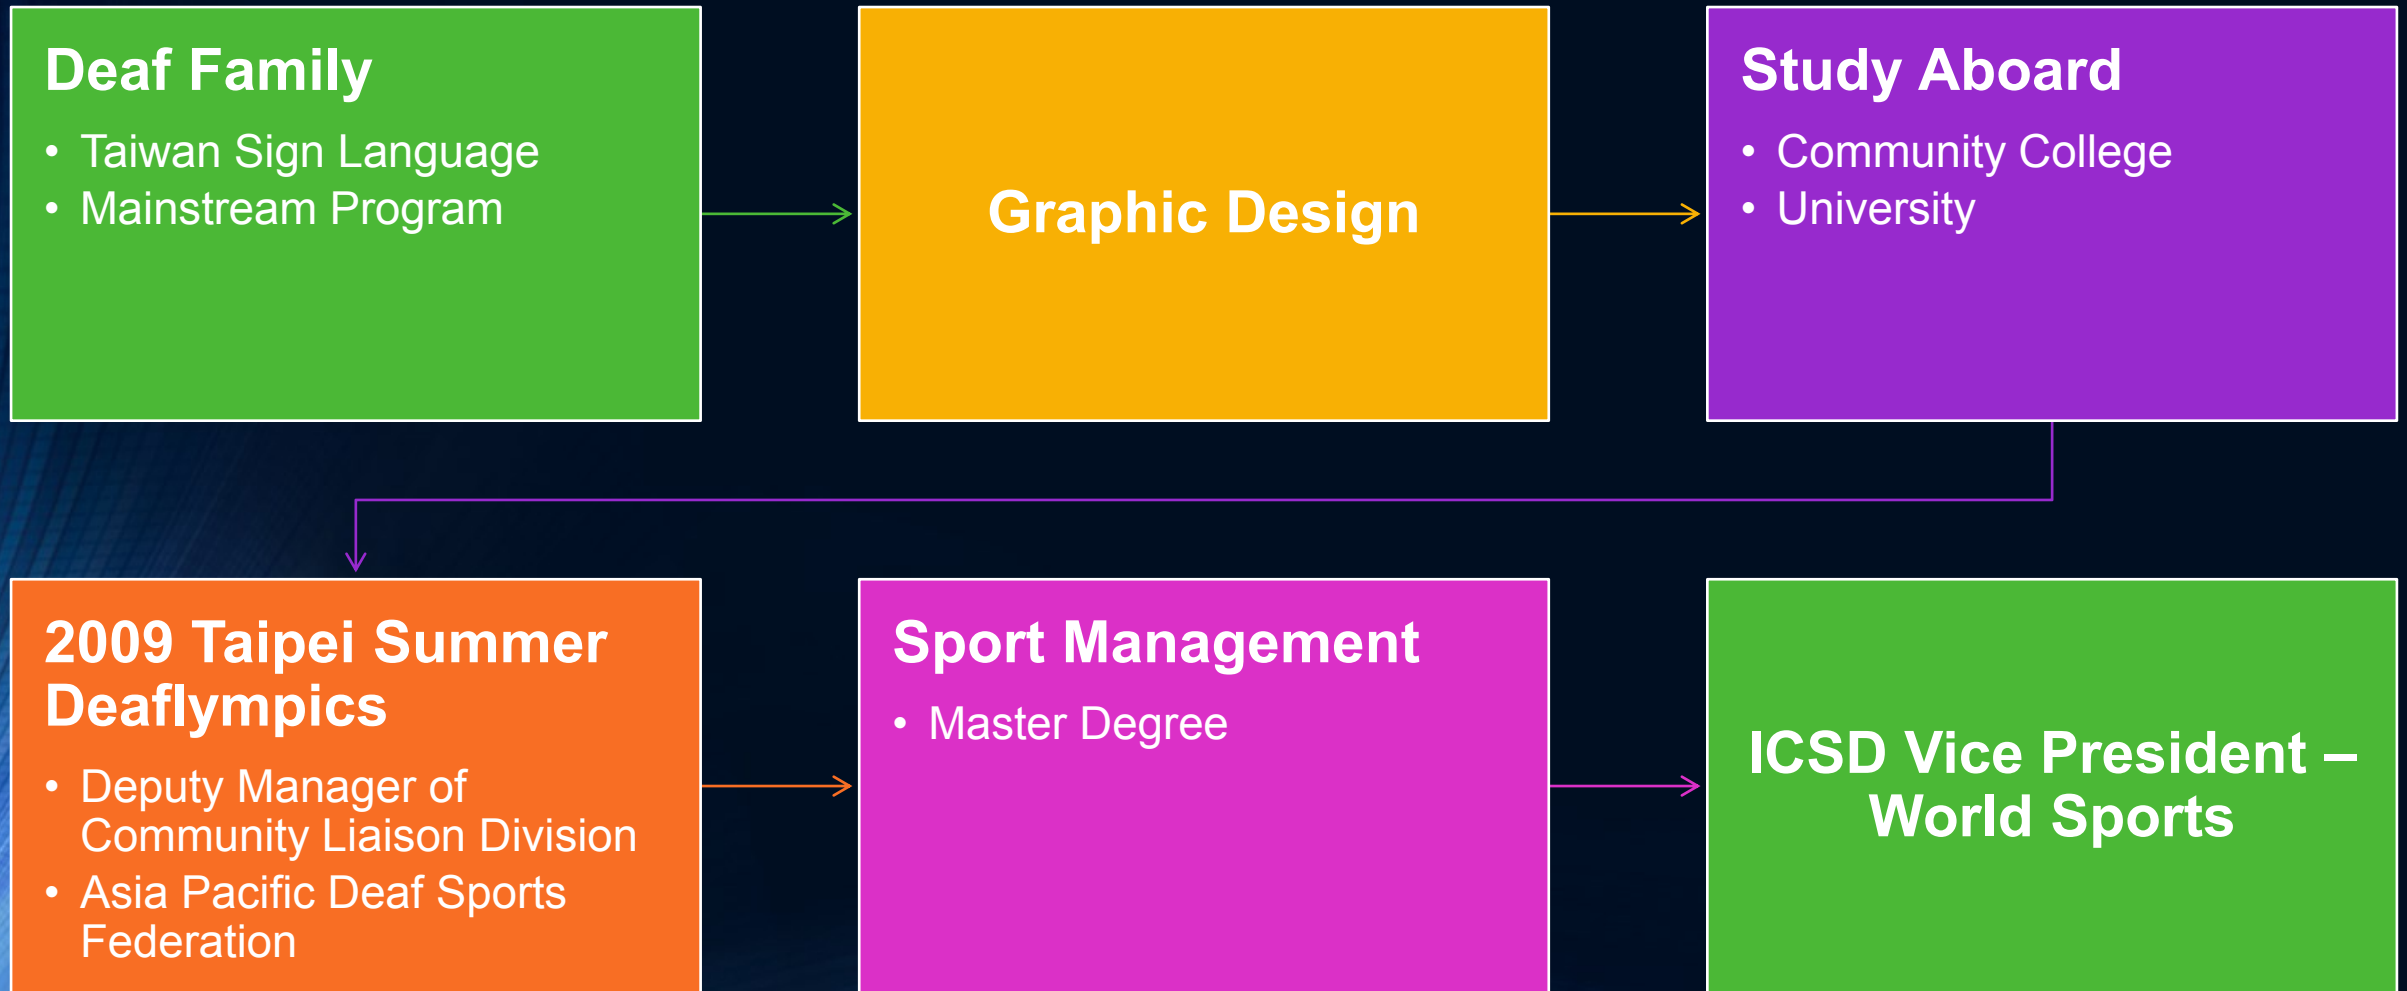 Deaf Family
• Taiwan Sign Language
• Mainstream Program
Graphic Design
Study Aboard
• Community College
• University
2009 Taipei Summer
Deaflympics
• Deputy Manager of
Community Liaison Division
• Asia Pacific Deaf Sports
Federation
Sport Management
• Master Degree
ICSD Vice President –
World Sports